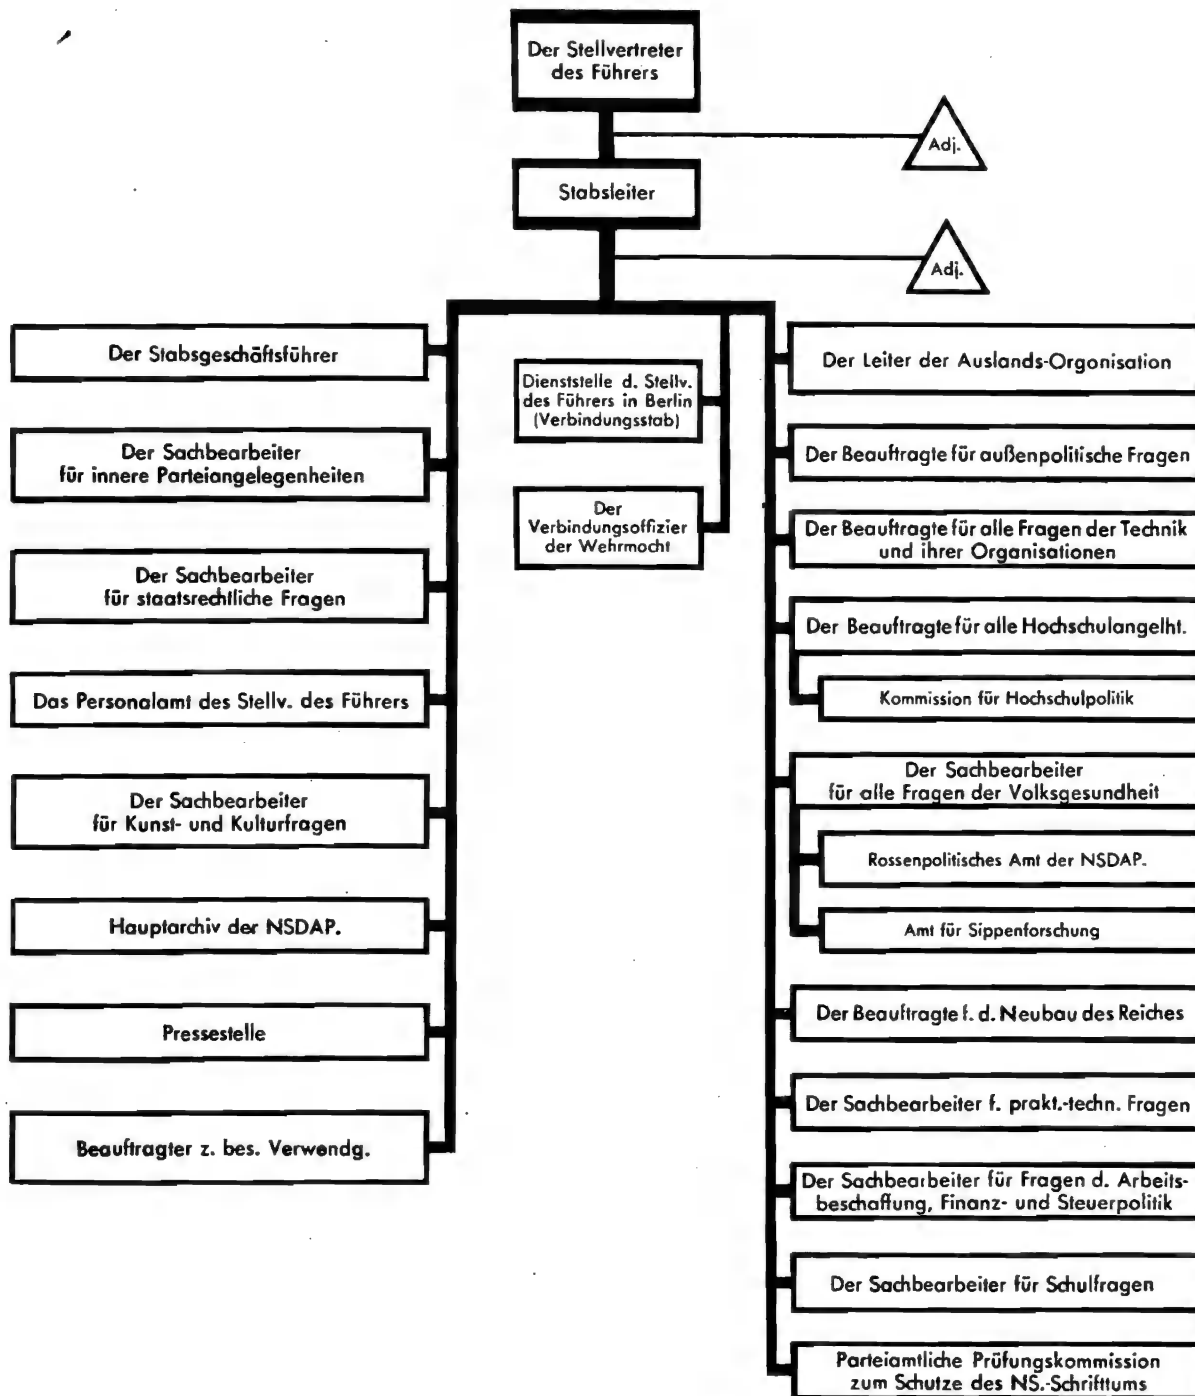 Der Stellvertreter
des Führers
Adj.
Stabsleiter
Adj.
Der Stabsgeschäftsführer
Der Sachbearbeiter
für innere Parteiangelegenheiten
Der Sachbearbeiter
für staatsrechtliche Fragen
Das Personalamt des Stellv. des Führers
Der Sachbearbeiter
für Kunst- und Kulturfragen
Hauptarchiv der NSDAP.
Pressestelle
Beauftragter z. bes. Verwendg.
Dienststelle d. Stellv.
des Führers in Berlin
(Verbindungsstab)
Der
Verbindungsoffizier
der Wehrmocht
Der Leiter der Auslands-Orgonisation
Der Beauftragte für außenpolitische Fragen
Der Beauftragte für alle Fragen der Technik
und ihrer Organisationen
Der Beauftragte für alle Hochschulangelht.
Kommission für Hochschulpolitik
Der Sachbearbeiter
für alle Fragen der Volksgesundheit
Rossenpolitisches Amt der NSDAP.
Amt für Sippenforschung
Der Beauftragte f. d. Neubau des Reiches
Der Sachbearbeiter f. prakt.-techn. Fragen
Der Sachbearbeiter für Fragen d. Arbeits-
beschaffung, Finanz- und Steuerpolitik
Der Sachbearbeiter für Schulfragen
Parteiamtliche Prüfungskommission
zum Schutze des NS.-Schrifttums